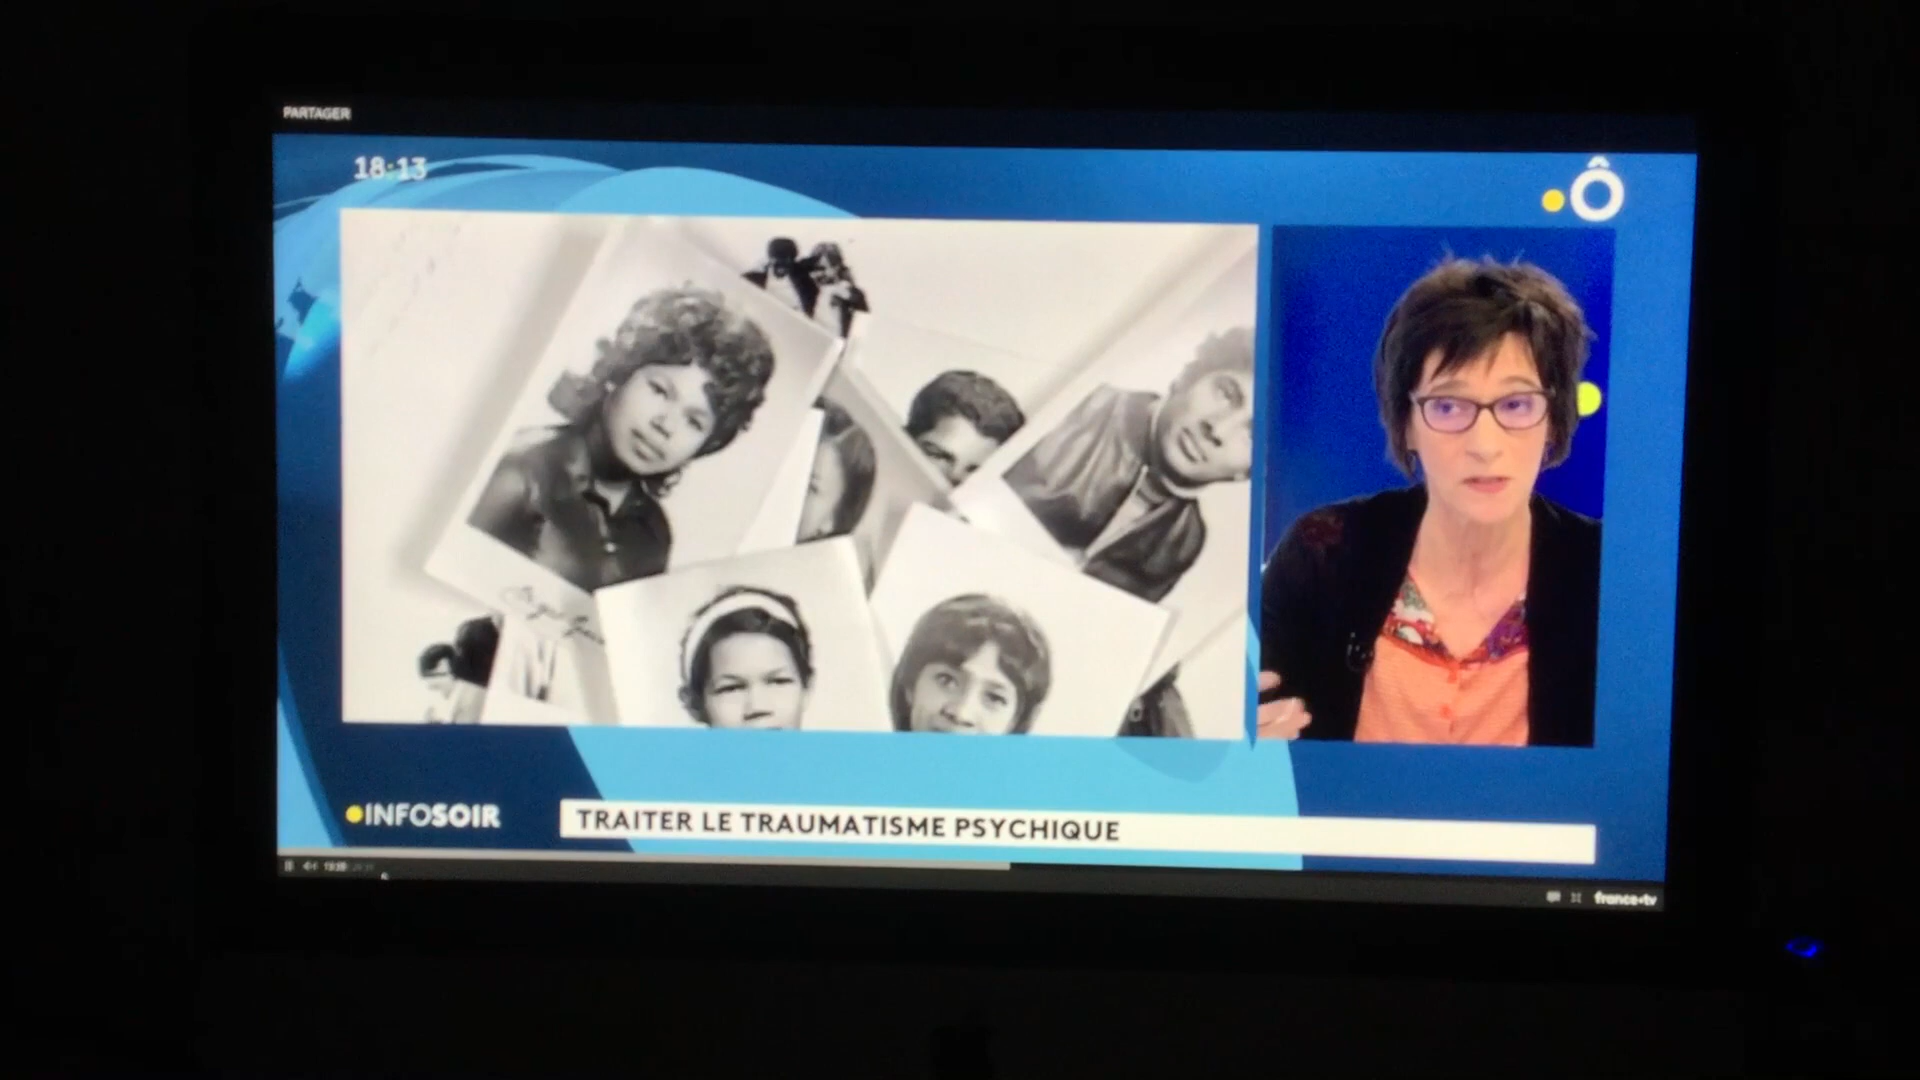 PARTAGER
18:13
Ô
INFOSOIR
TRAITER LE TRAUMATISME PSYCHIQUE
france•tv